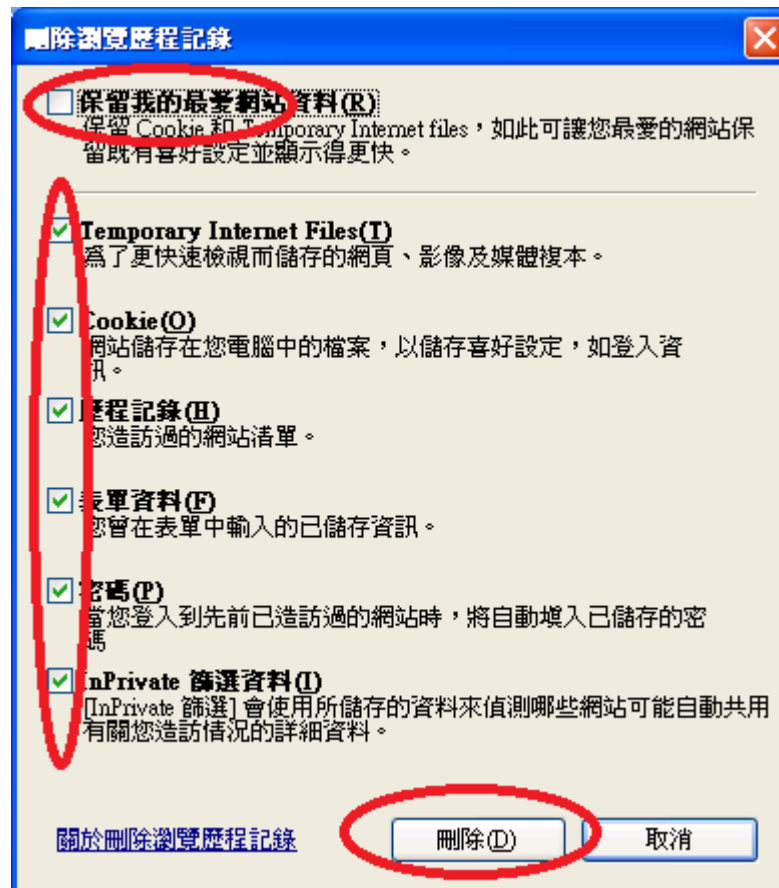 刪除瀏覽歷程記錄
保留我的最愛網站資料(R)
保留 Cookie 和 Temporary Internet files，如此可讓您最愛的網站保
留既有喜好設定並顯示得更快。
Temporary Internet Files(T)
為了更快速檢視而儲存的網頁、影像及媒體複本。
Cookie(O)
網站儲存在您電腦中的檔案，以儲存喜好設定，如登入資
訊。
歷程記錄(H)
您造訪過的網站清單。
表單資料(F)
您曾在表單中輸入的已儲存資訊。
密碼(P)
當您登入到先前已造訪過的網站時，將自動填入已儲存的密
碼
InPrivate 篩選資料(I)
[InPrivate 篩選] 會使用所儲存的資料來偵測哪些網站可能自動共用
有關您造訪情況的詳細資料。
關於刪除瀏覽歷程記錄
刪除(D)
取消